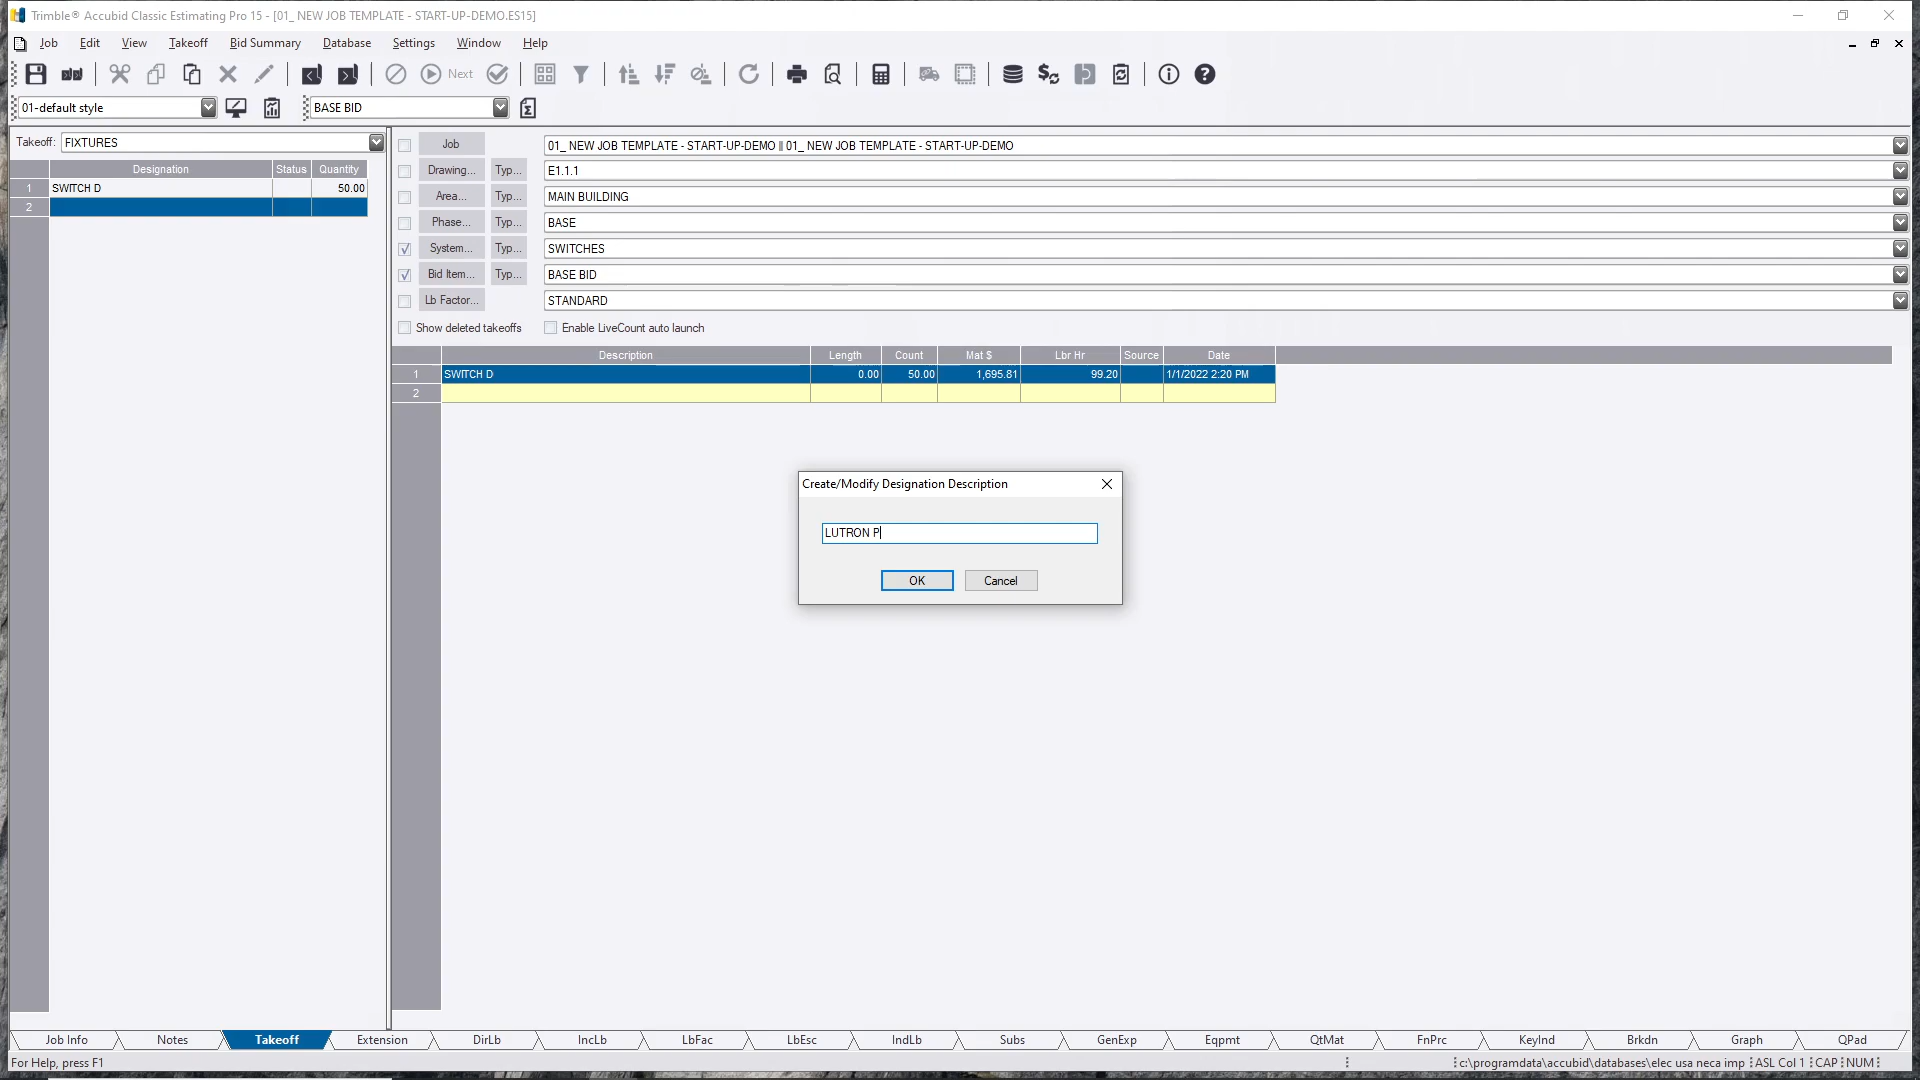 Trimble® Accubid Classic Estimating Pro 15 - [01_ NEW JOB TEMPLATE - START-UP-DEMO.ES15]
Job Edit View Takeoff Bid Summary Database Settings Window Help
Next
01-default style BASE BID
Takeoff: FIXTURES
Designation Status Quantity
1 SWITCH D 50.00
2
Job 01_ NEW JOB TEMPLATE - START-UP-DEMO || 01_ NEW JOB TEMPLATE - START-UP-DEMO
Drawing... Typ... E1.1.1
Area... Typ... MAIN BUILDING
Phase... Typ... BASE
System... Typ... SWITCHES
Bid Item... Typ... BASE BID
Lb Factor... STANDARD
Show deleted takeoffs Enable LiveCount auto launch
Description Length Count Mat $ Lbr Hr Source Date
1 SWITCH D 0.00 50.00 1,695.81 99.20 1/1/2022 2:20 PM
2
Create/Modify Designation Description
LUTRON P
OK Cancel
Job Info Notes Takeoff Extension DirLb IncLb LbFac LbEsc IndLb Subs GenExp Eqpmt QtMat FnPrc KeyInd Brkdn Graph QPad
For Help, press F1 c:\programdata\accubid\databases\elec usa neca imp ASL Col 1 CAP NUM